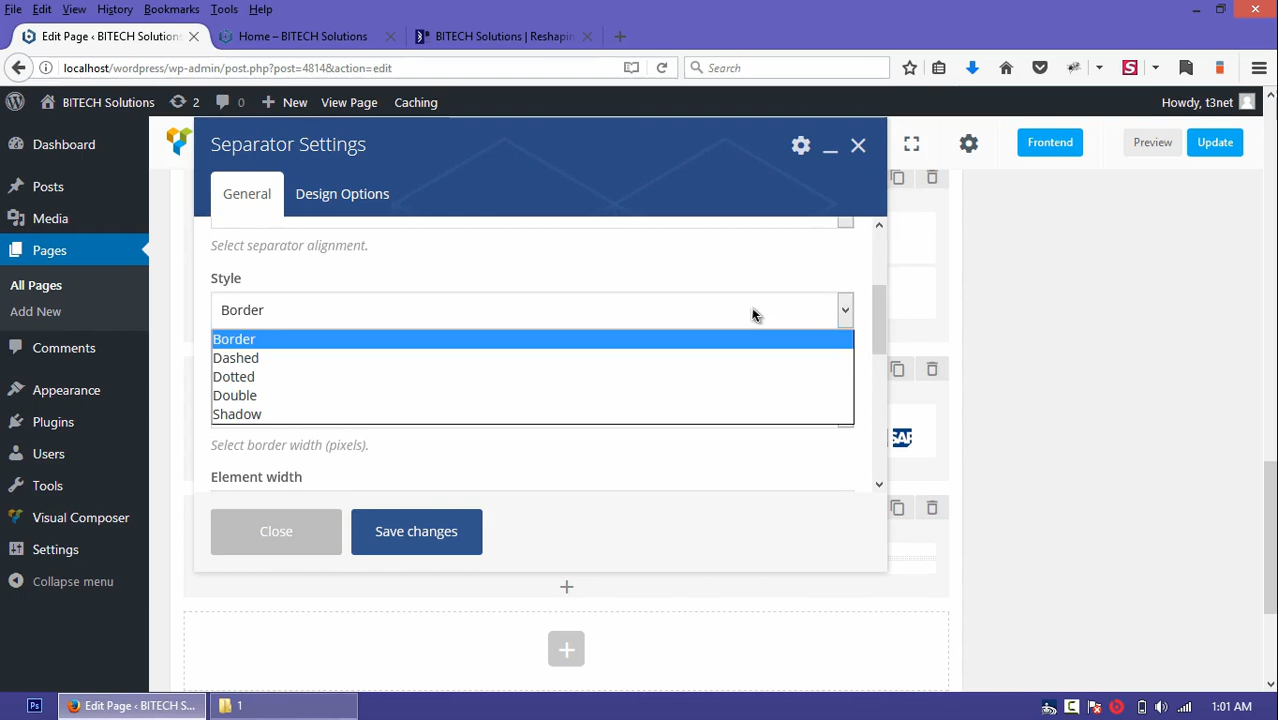 File Edit View History Bookmarks Tools Help
Edit Page ‹ BITECH Solutions Home – BITECH Solutions BITECH Solutions | Reshapin
localhost/wordpress/wp-admin/post.php?post=4814&action=edit Search
BITECH Solutions 2 0 New View Page Caching Howdy, t3net
Dashboard
Posts
Media
Pages
All Pages
Add New
Comments
Appearance
Plugins
Users
Tools
Visual Composer
Settings
Collapse menu
Separator Settings
Frontend Preview Update
General Design Options
Select separator alignment.
Style
Border
Border
Dashed
Dotted
Double
Shadow
Select border width (pixels).
Element width
Close Save changes
SAP
Ps Edit Page ‹ BITECH S... 1 1:01 AM